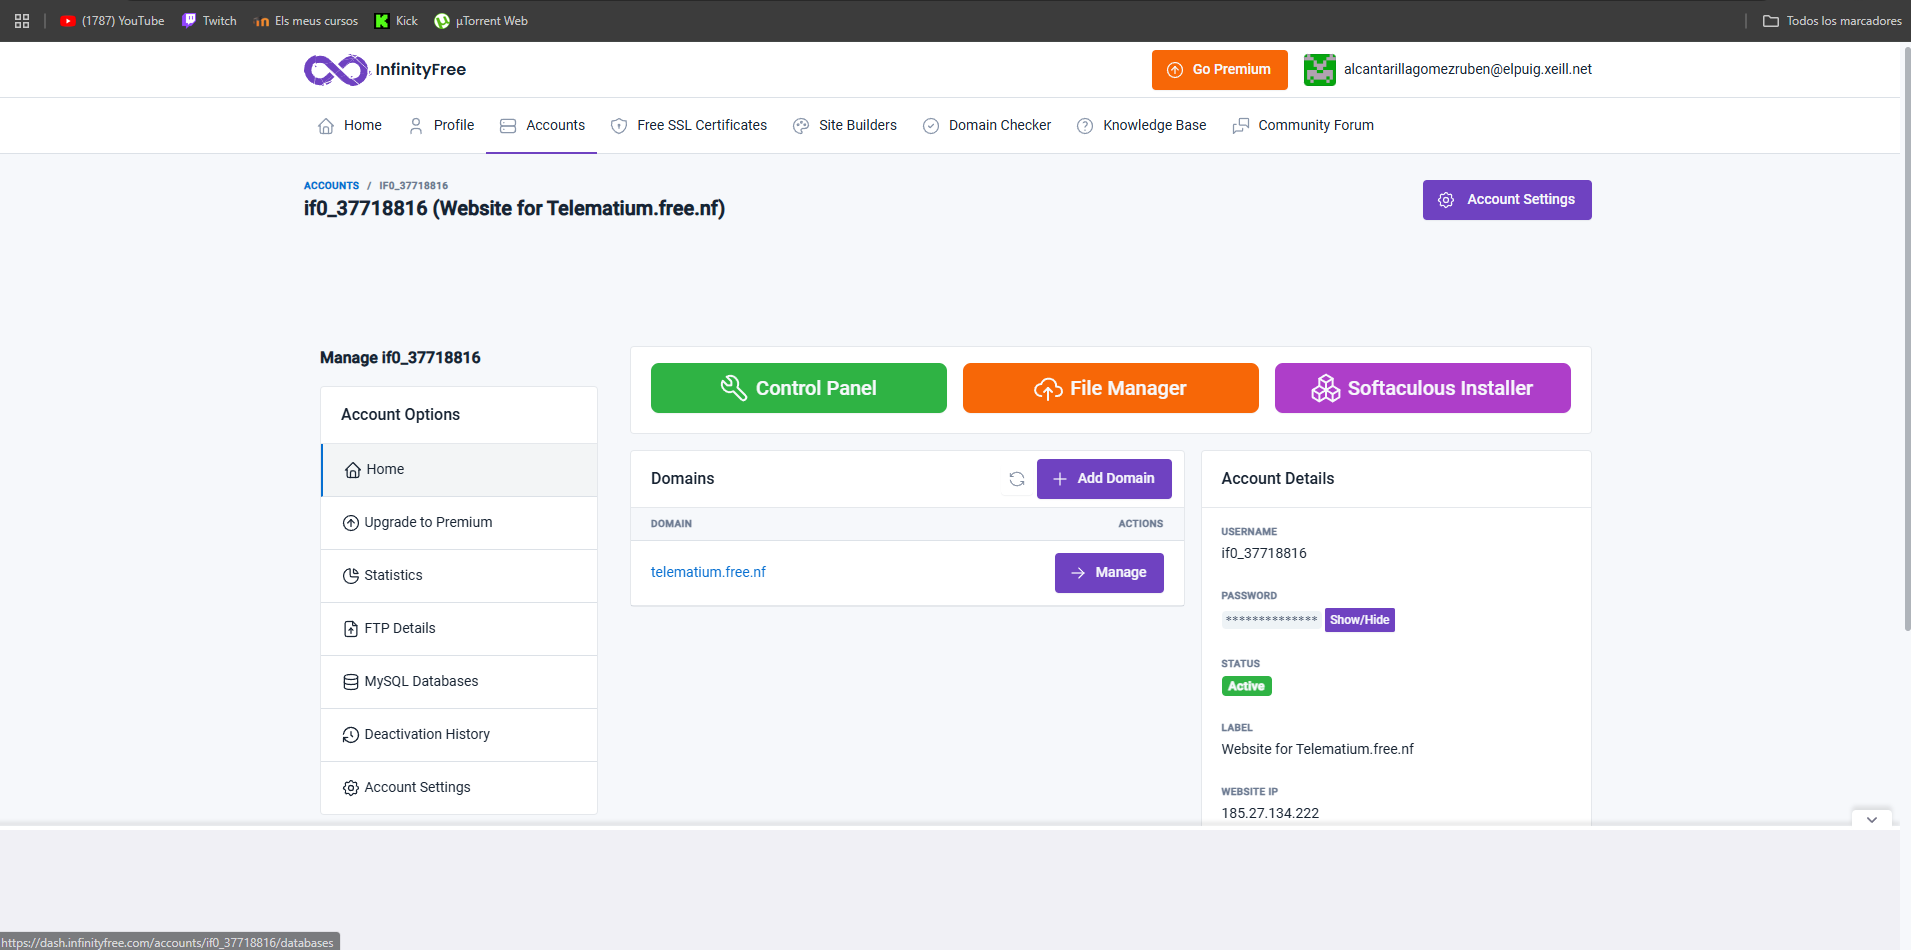 (1787) YouTube
Twitch
Els meus cursos
Kick
µTorrent Web
Todos los marcadores
InfinityFree
Go Premium
alcantarillagomezruben@elpuig.xeill.net
Home
Profile
Accounts
Free SSL Certificates
Site Builders
Domain Checker
Knowledge Base
Community Forum
ACCOUNTS / IF0_37718816
if0_37718816 (Website for Telematium.free.nf)
Account Settings
Manage if0_37718816
Account Options
Home
Upgrade to Premium
Statistics
FTP Details
MySQL Databases
Deactivation History
Account Settings
Control Panel
File Manager
Softaculous Installer
Domains
Add Domain
DOMAIN
ACTIONS
telematium.free.nf
Manage
Account Details
USERNAME
if0_37718816
PASSWORD
**************
Show/Hide
STATUS
Active
LABEL
Website for Telematium.free.nf
WEBSITE IP
185.27.134.222
https://dash.infinityfree.com/accounts/if0_37718816/databases